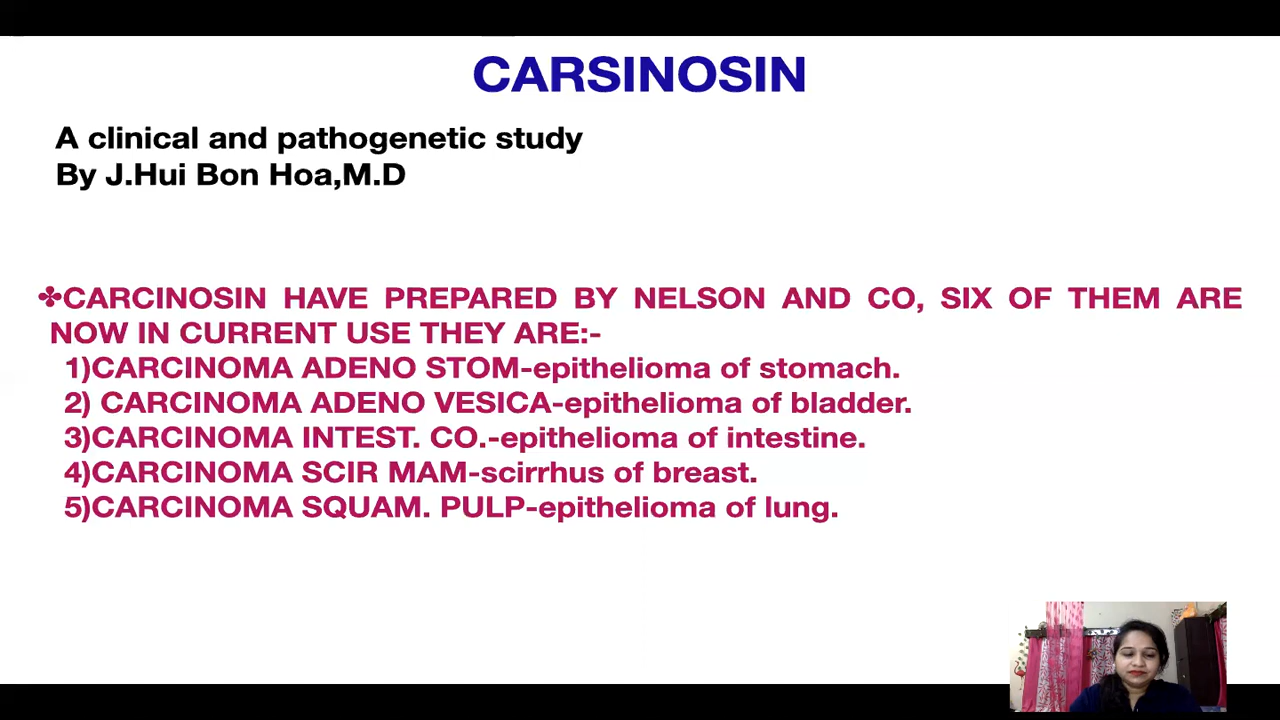 CARSINOSIN
A clinical and pathogenetic study
By J.Hui Bon Hoa,M.D
✤CARCINOSIN HAVE PREPARED BY NELSON AND CO, SIX OF THEM ARE
NOW IN CURRENT USE THEY ARE:-
1)CARCINOMA ADENO STOM-epithelioma of stomach.
2) CARCINOMA ADENO VESICA-epithelioma of bladder.
3)CARCINOMA INTEST. CO.-epithelioma of intestine.
4)CARCINOMA SCIR MAM-scirrhus of breast.
5)CARCINOMA SQUAM. PULP-epithelioma of lung.